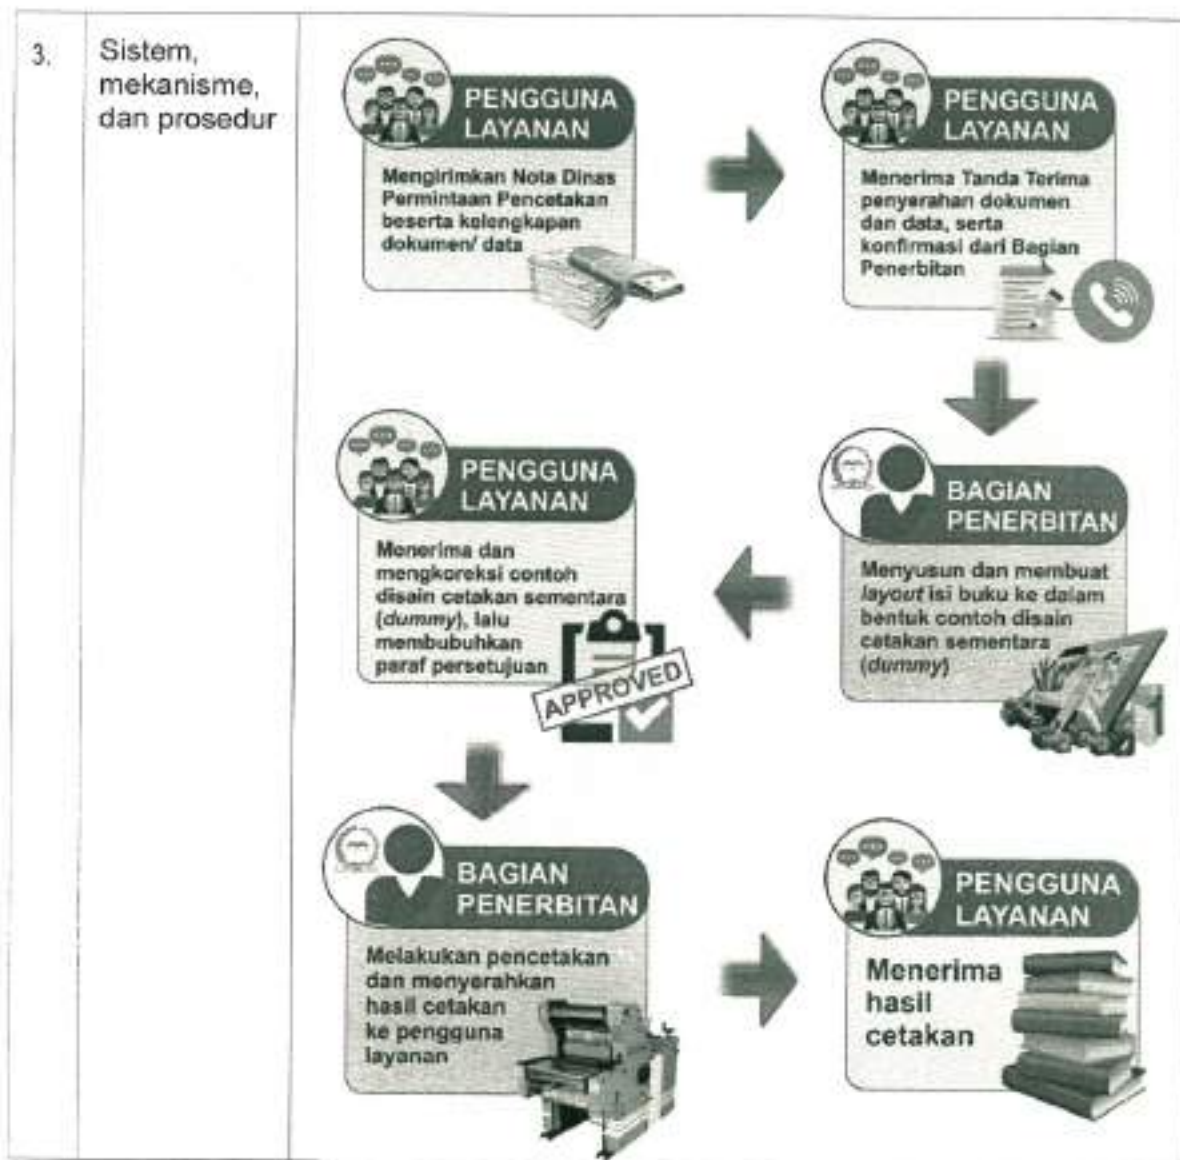 3.
Sistem,
mekanisme,
dan prosedur
PENGGUNA
LAYANAN
Mengirimkan Nota Dinas
Permintaan Pencetakan
beserta kelengkapan
dokumen/ data
PENGGUNA
LAYANAN
Menerima Tanda Terima
penyerahan dokumen
dan data, serta
konfirmasi dari Bagian
Penerbitan
BAGIAN
PENERBITAN
Menyusun dan membuat
layout isi buku ke dalam
bentuk contoh disain
cetakan sementara
(dummy)
PENGGUNA
LAYANAN
Menerima dan
mengkoreksi contoh
disain cetakan sementara
(dummy), lalu
membubuhkan
paraf persetujuan
APPROVED
BAGIAN
PENERBITAN
Melakukan pencetakan
dan menyerahkan
hasil cetakan
ke pengguna
layanan
PENGGUNA
LAYANAN
Menerima
hasil
cetakan